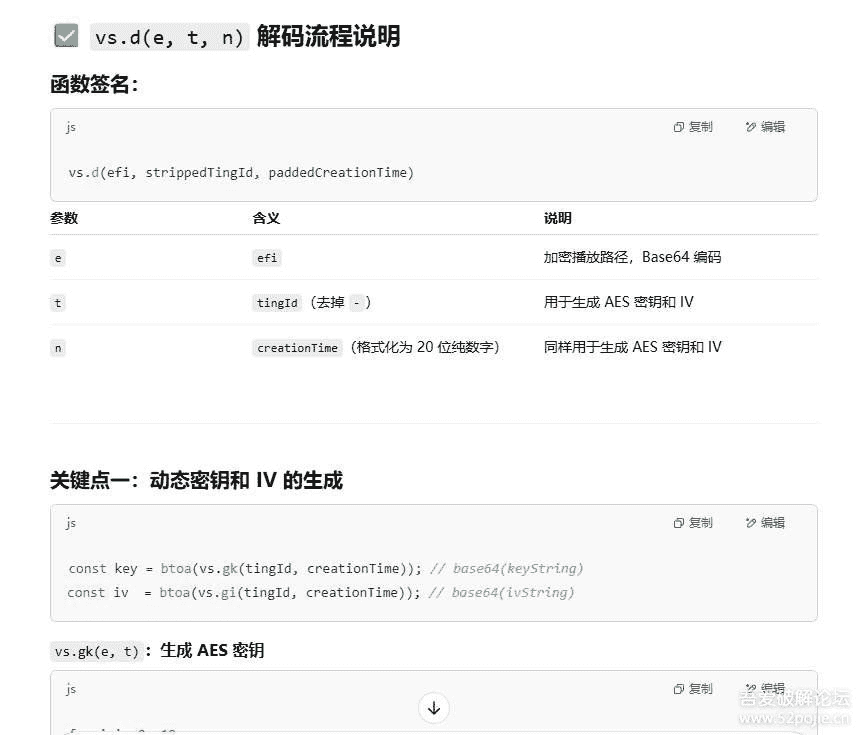 vs.d(e, t, n) 解码流程说明
函数签名：
js 复制 编辑
vs.d(efi, strippedTingId, paddedCreationTime)
参数 含义 说明
e efi 加密播放路径，Base64 编码
t tingId（去掉 -） 用于生成 AES 密钥和 IV
n creationTime（格式化为 20 位纯数字） 同样用于生成 AES 密钥和 IV
关键点一：动态密钥和 IV 的生成
js 复制 编辑
const key = btoa(vs.gk(tingId, creationTime)); // base64(keyString)
const iv  = btoa(vs.gi(tingId, creationTime)); // base64(ivString)
vs.gk(e, t)：生成 AES 密钥
js 复制 编辑
吾爱破解论坛
www.52pojie.cn